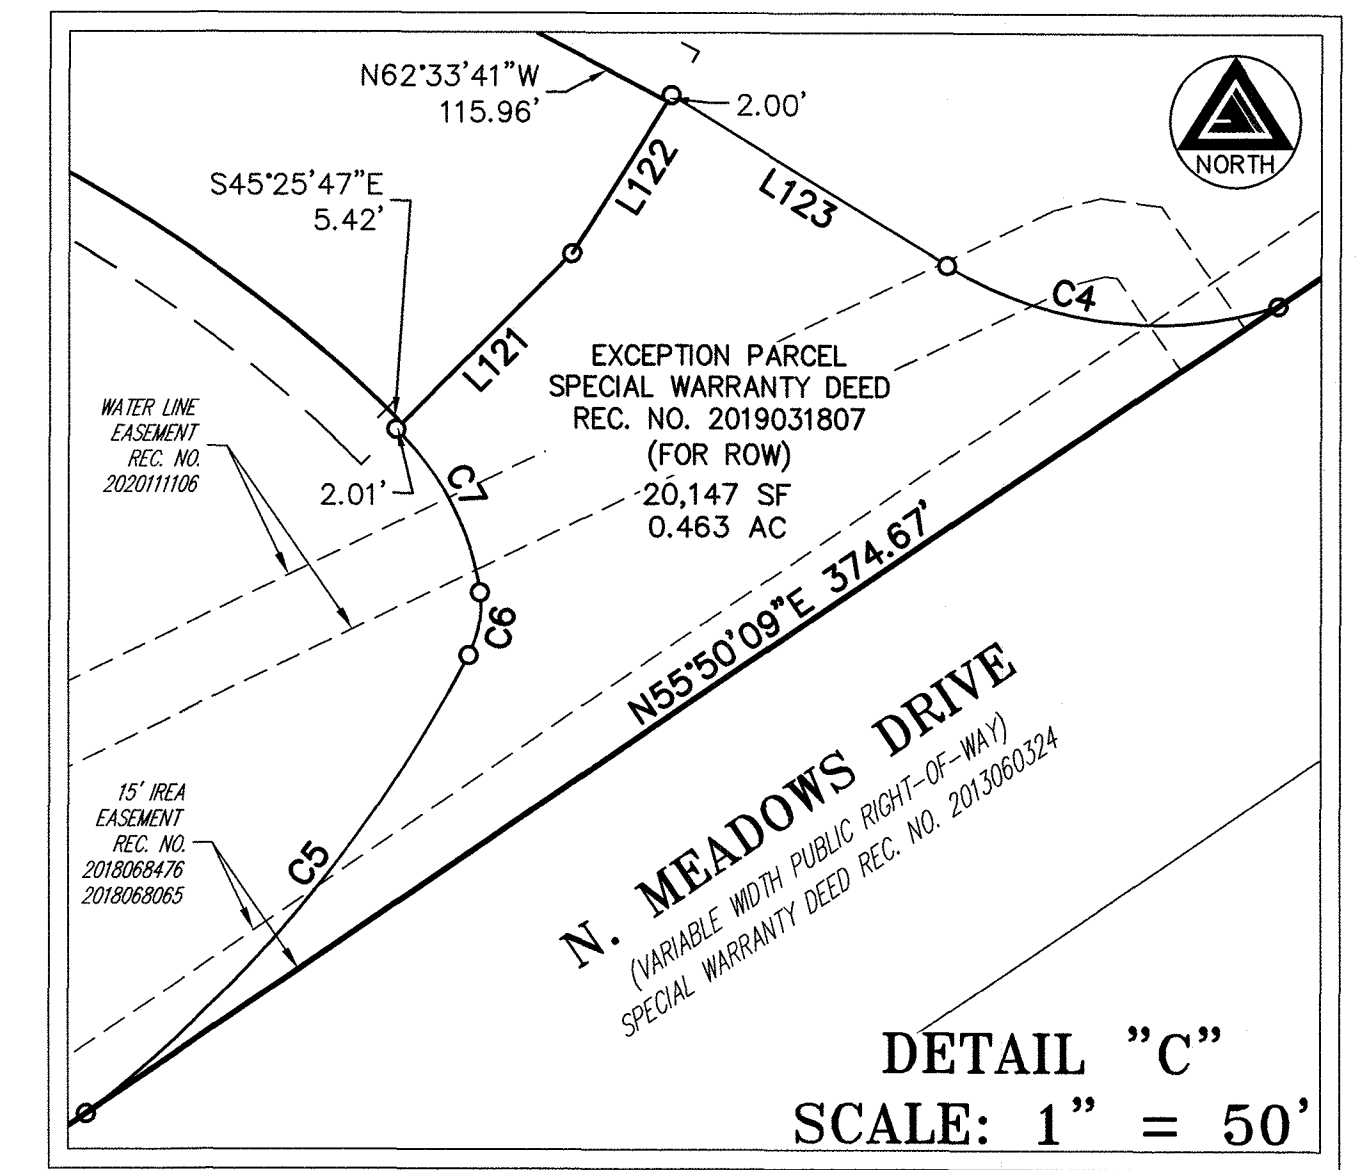 N62°33'41"W
115.96'
2.00'
NORTH
L122
L123
S45°25'47"E
5.42'
C4
L121
EXCEPTION PARCEL
SPECIAL WARRANTY DEED
REC. NO. 2019031807
(FOR ROW)
20,147 SF
0.463 AC
WATER LINE
EASEMENT
REC. NO.
2020111106
2.01'
C7
C6
N55°50'09"E 374.67'
15' IREA
EASEMENT
REC. NO.
2018068476
2018068065
C5
N. MEADOWS DRIVE
(VARIABLE WIDTH PUBLIC RIGHT-OF-WAY)
SPECIAL WARRANTY DEED REC. NO. 2013060324
DETAIL "C"
SCALE: 1" = 50'